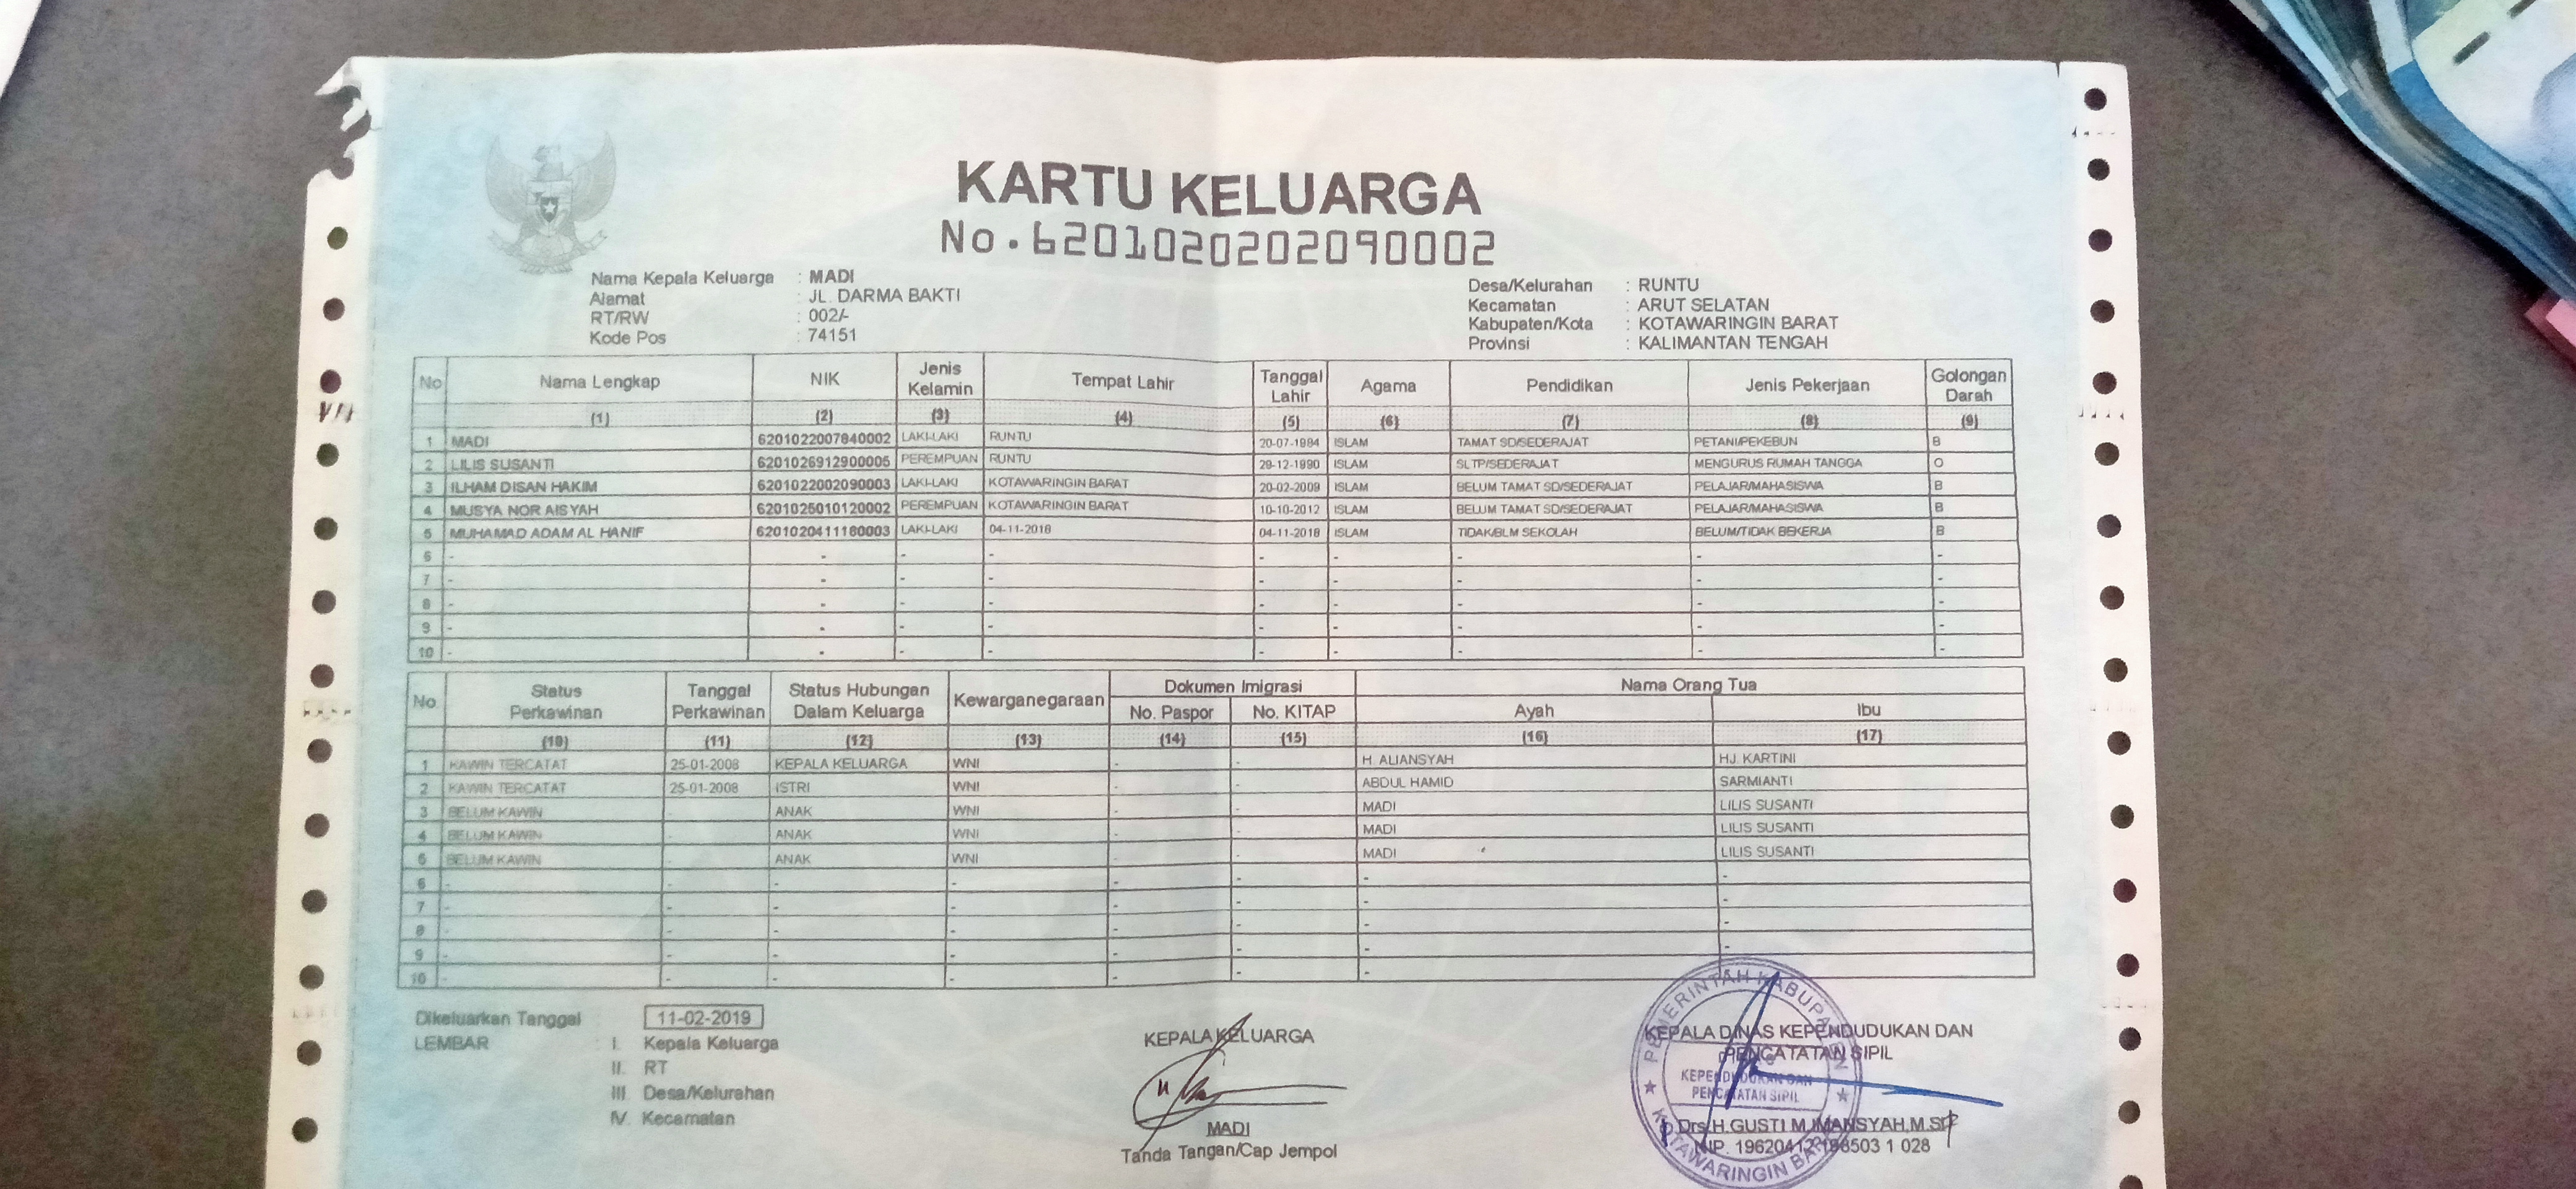 KARTU KELUARGA
No. 6201020202090002
Nama Kepala Keluarga : MADI
Alamat : JL. DARMA BAKTI
RT/RW : 002/-
Kode Pos : 74151
Desa/Kelurahan : RUNTU
Kecamatan : ARUT SELATAN
Kabupaten/Kota : KOTAWARINGIN BARAT
Provinsi : KALIMANTAN TENGAH
No Nama Lengkap NIK Jenis Kelamin Tempat Lahir Tanggal Lahir Agama Pendidikan Jenis Pekerjaan Golongan Darah
(1) (2) (3) (4) (5) (6) (7) (8) (9)
1 MADI 6201022007840002 LAKI-LAKI RUNTU 20-07-1984 ISLAM TAMAT SD/SEDERAJAT PETANI/PEKEBUN B
2 LILIS SUSANTI 6201026912900005 PEREMPUAN RUNTU 29-12-1990 ISLAM SLTP/SEDERAJAT MENGURUS RUMAH TANGGA O
3 ILHAM DISAN HAKIM 6201022002090003 LAKI-LAKI KOTAWARINGIN BARAT 20-02-2009 ISLAM BELUM TAMAT SD/SEDERAJAT PELAJAR/MAHASISWA B
4 MUSYA NOR AISYAH 6201025010120002 PEREMPUAN KOTAWARINGIN BARAT 10-10-2012 ISLAM BELUM TAMAT SD/SEDERAJAT PELAJAR/MAHASISWA B
5 MUHAMAD ADAM AL HANIF 6201020411180003 LAKI-LAKI 04-11-2018 04-11-2018 ISLAM TIDAK/BLM SEKOLAH BELUM/TIDAK BEKERJA B
6 - - - - - - - - -
7 - - - - - - - - -
8 - - - - - - - - -
9 - - - - - - - - -
10 - - - - - - - - -
No. Status Perkawinan Tanggal Perkawinan Status Hubungan Dalam Keluarga Kewarganegaraan Dokumen Imigrasi Nama Orang Tua
No. Paspor No. KITAP Ayah Ibu
(10) (11) (12) (13) (14) (15) (16) (17)
1 KAWIN TERCATAT 25-01-2008 KEPALA KELUARGA WNI - - H. ALIANSYAH HJ. KARTINI
2 KAWIN TERCATAT 25-01-2008 ISTRI WNI - - ABDUL HAMID SARMIANTI
3 BELUM KAWIN - ANAK WNI - - MADI LILIS SUSANTI
4 BELUM KAWIN - ANAK WNI - - MADI LILIS SUSANTI
5 BELUM KAWIN - ANAK WNI - - MADI LILIS SUSANTI
6 - - - - - - - -
7 - - - - - - - -
8 - - - - - - - -
9 - - - - - - - -
10 - - - - - - - -
Dikeluarkan Tanggal : 11-02-2019
LEMBAR : I. Kepala Keluarga
II. RT
III. Desa/Kelurahan
IV. Kecamatan
KEPALA KELUARGA
MADI
Tanda Tangan/Cap Jempol
KEPALA DINAS KEPENDUDUKAN DAN
PENCATATAN SIPIL
PEMERINTAH KABUPATEN
KEPENDUDUKAN DAN
PENCATATAN SIPIL
KOTAWARINGIN BARAT
Drs.H.GUSTI M.IMANSYAH,M.Si
NIP. 19620412 198503 1 028